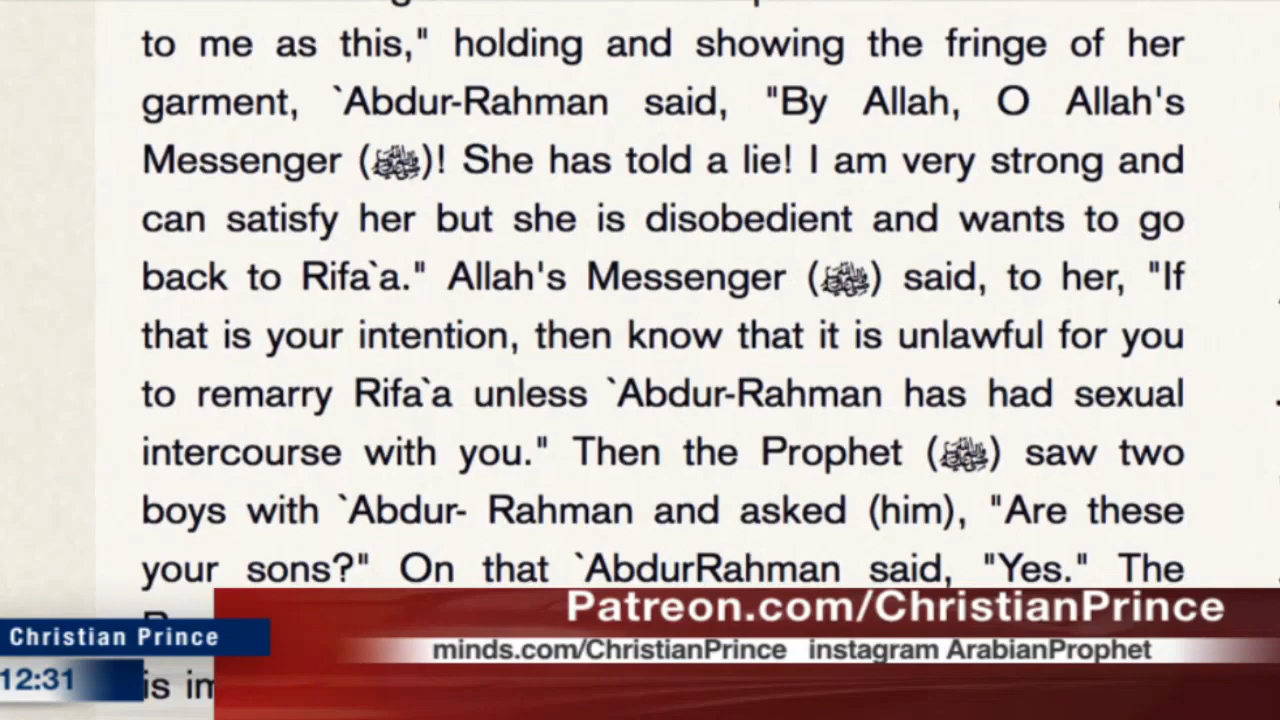 to me as this," holding and showing the fringe of her
garment, `Abdur-Rahman said, "By Allah, O Allah's
Messenger (ﷺ)! She has told a lie! I am very strong and
can satisfy her but she is disobedient and wants to go
back to Rifa`a." Allah's Messenger (ﷺ) said, to her, "If
that is your intention, then know that it is unlawful for you
to remarry Rifa`a unless `Abdur-Rahman has had sexual
intercourse with you." Then the Prophet (ﷺ) saw two
boys with `Abdur- Rahman and asked (him), "Are these
your sons?" On that `AbdurRahman said, "Yes." The
is
Patreon.com/ChristianPrince
Christian Prince
minds.com/ChristianPrince instagram ArabianProphet
12:31